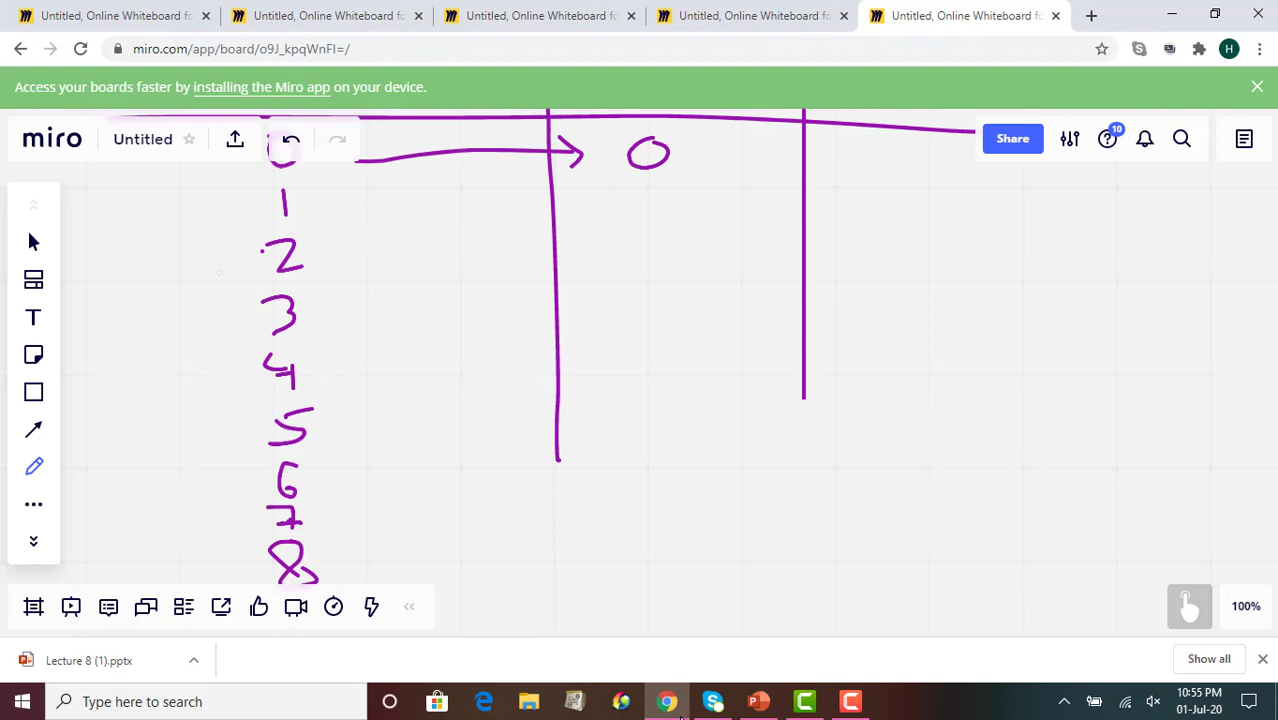 Untitled, Online Whiteboard fo
Untitled, Online Whiteboard fo
Untitled, Online Whiteboard fo
Untitled, Online Whiteboard fo
Untitled, Online Whiteboard fo
miro.com/app/board/o9J_kpqWnFI=/
H
Access your boards faster by installing the Miro app on your device.
miro
Untitled
Share
10
0 → 0
1
2
3
4
5
6
7
8
T
100%
Lecture 8 (1).pptx
Show all
Type here to search
10:55 PM
01-Jul-20